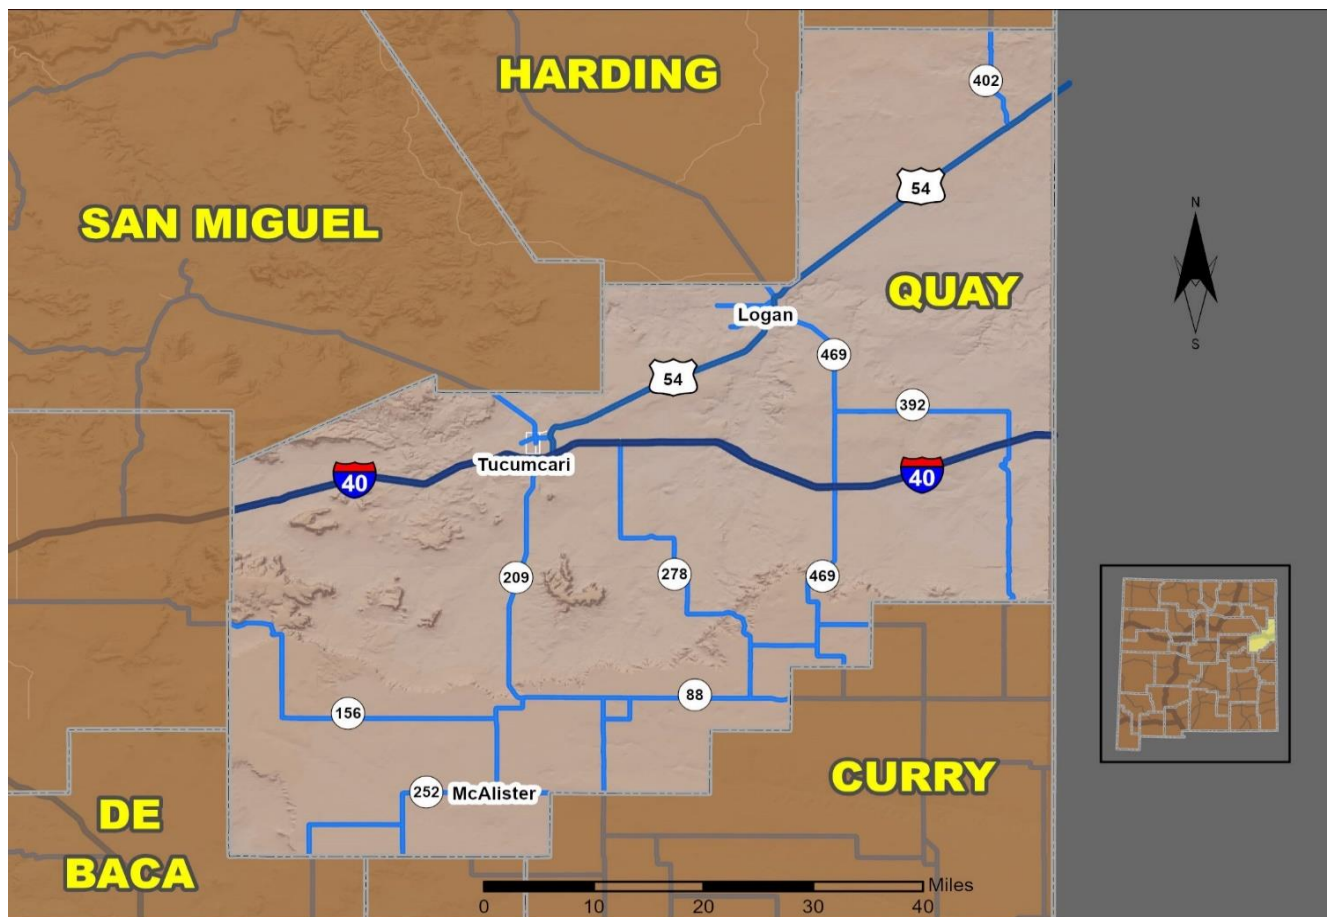 HARDING
402
54
SAN MIGUEL
N
S
QUAY
Logan
469
54
392
Tucumcari
40
40
209
278
469
88
156
252
McAlister
CURRY
DE
BACA
Miles
0 10 20 30 40